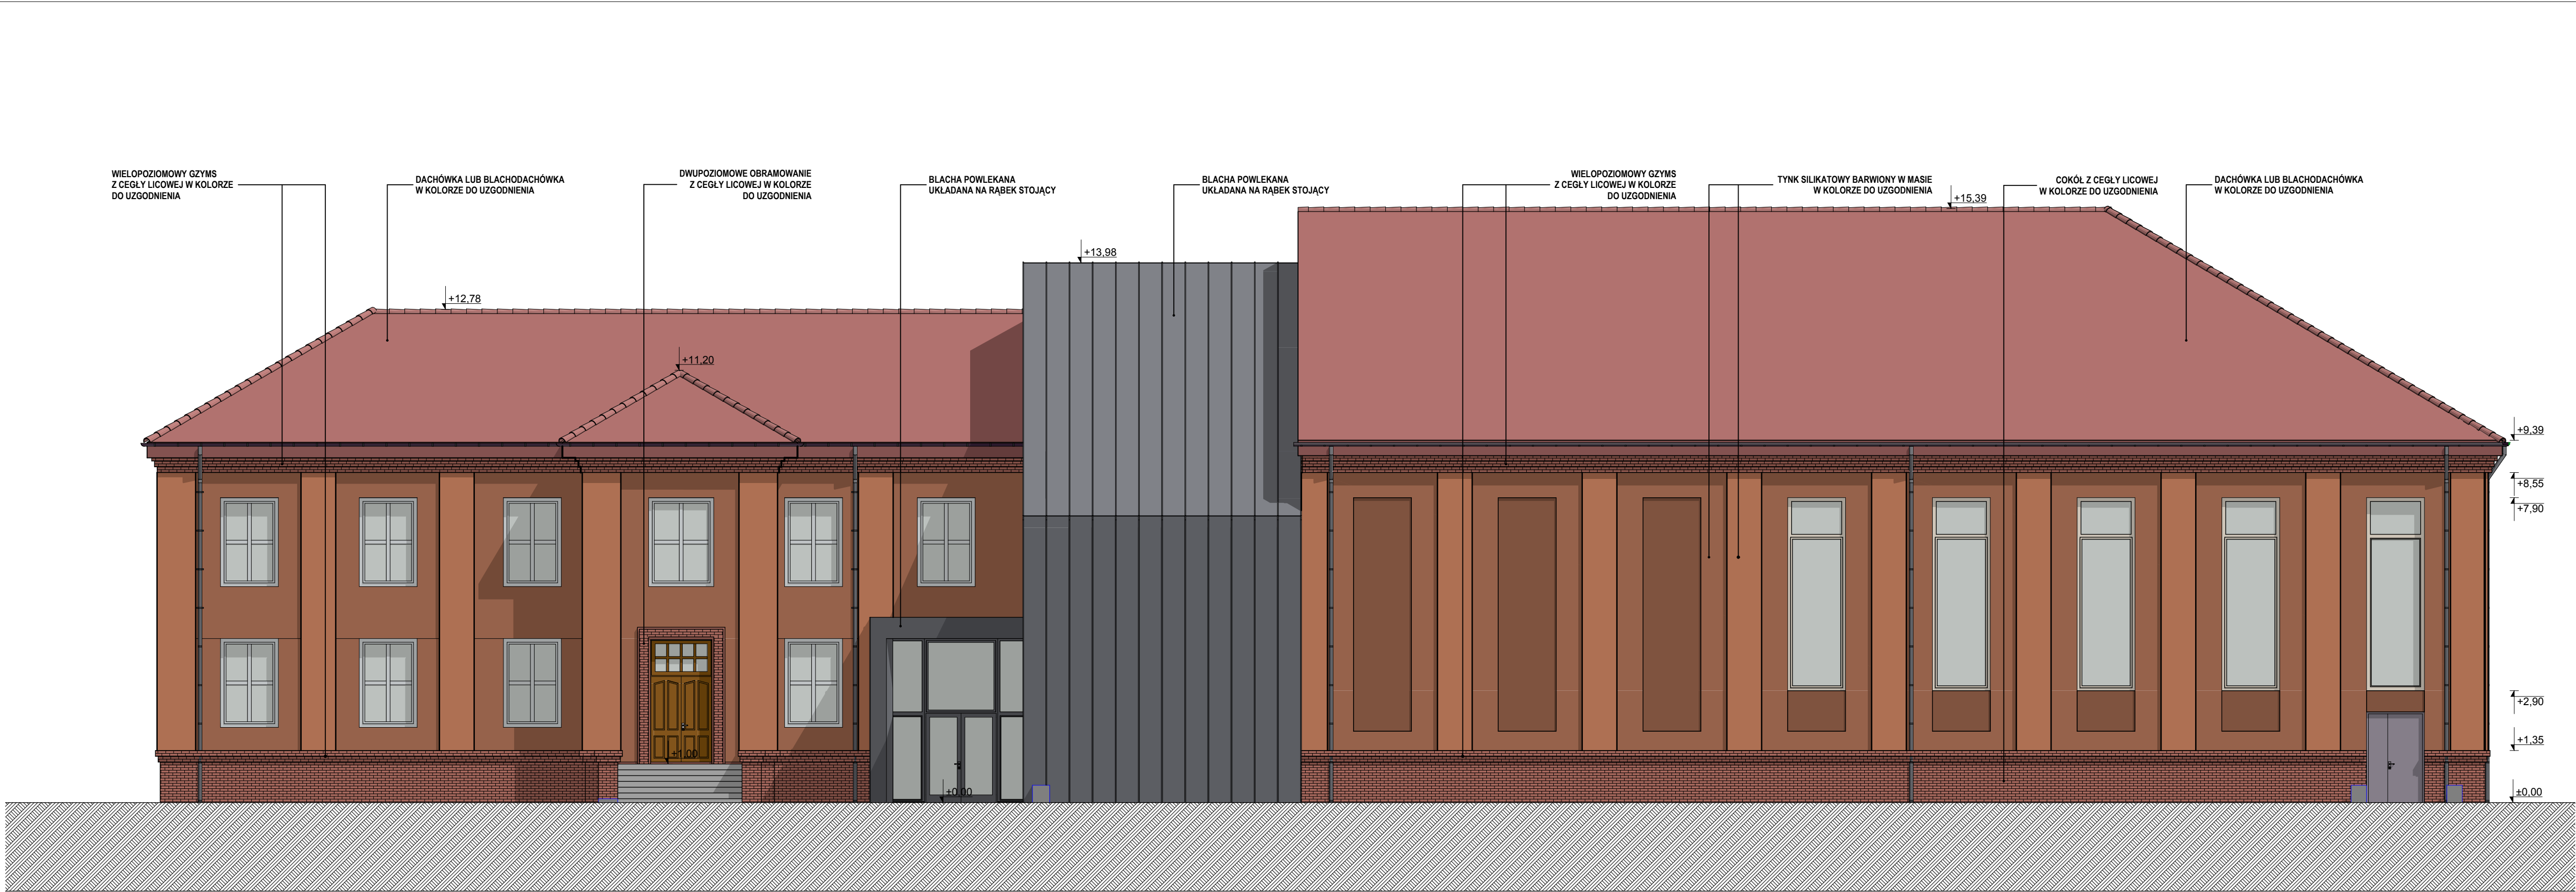 WIELOPOZIOMOWY GZYMS
Z CEGŁY LICOWEJ W KOLORZE
DO UZGODNIENIA
DACHÓWKA LUB BLACHODACHÓWKA
W KOLORZE DO UZGODNIENIA
DWUPOZIOMOWE OBRAMOWANIE
Z CEGŁY LICOWEJ W KOLORZE
DO UZGODNIENIA
BLACHA POWLEKANA
UKŁADANA NA RĄBEK STOJĄCY
BLACHA POWLEKANA
UKŁADANA NA RĄBEK STOJĄCY
WIELOPOZIOMOWY GZYMS
Z CEGŁY LICOWEJ W KOLORZE
DO UZGODNIENIA
TYNK SILIKATOWY BARWIONY W MASIE
W KOLORZE DO UZGODNIENIA
COKÓŁ Z CEGŁY LICOWEJ
W KOLORZE DO UZGODNIENIA
DACHÓWKA LUB BLACHODACHÓWKA
W KOLORZE DO UZGODNIENIA
+15,39
+13,98
+12,78
+11,20
+9,39
+8,55
+7,90
+2,90
+1,35
+1,00
+0,00
±0,00